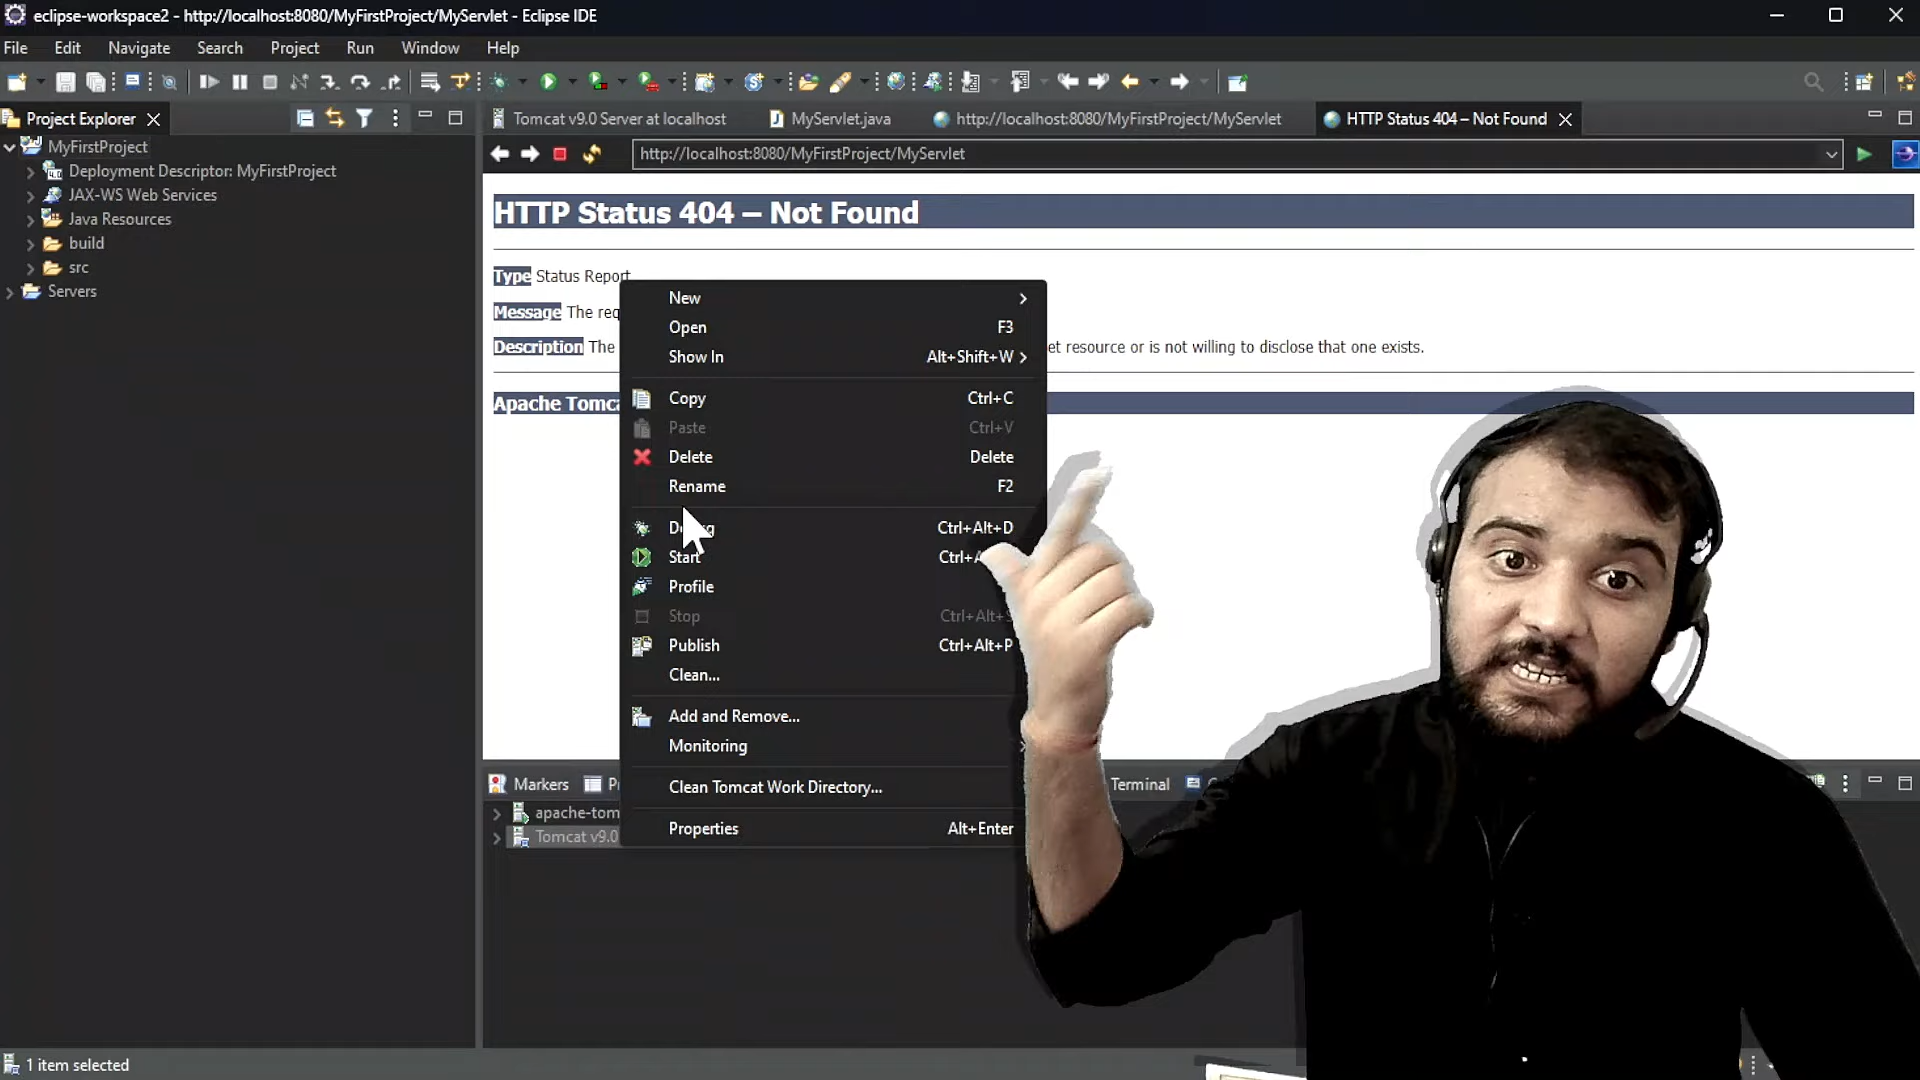 eclipse-workspace2 - http://localhost:8080/MyFirstProject/MyServlet - Eclipse IDE
File Edit Navigate Search Project Run Window Help
Project Explorer
MyFirstProject
Deployment Descriptor: MyFirstProject
JAX-WS Web Services
Java Resources
build
src
Servers
Tomcat v9.0 Server at localhost
MyServlet.java
http://localhost:8080/MyFirstProject/MyServlet
HTTP Status 404 – Not Found
http://localhost:8080/MyFirstProject/MyServlet
HTTP Status 404 – Not Found
Type Status Report
Message The
Description The
resource or is not willing to disclose that one exists.
Apache
New
Open F3
Show In Alt+Shift+W
Copy Ctrl+C
Paste Ctrl+V
Delete Delete
Rename F2
Ctrl+Alt+D
Start
Profile
Stop
Publish Ctrl+Alt+P
Clean...
Add and Remove...
Monitoring
Clean Tomcat Work Directory...
Properties Alt+Enter
Markers
Terminal
Tomcat v9.0
1 item selected